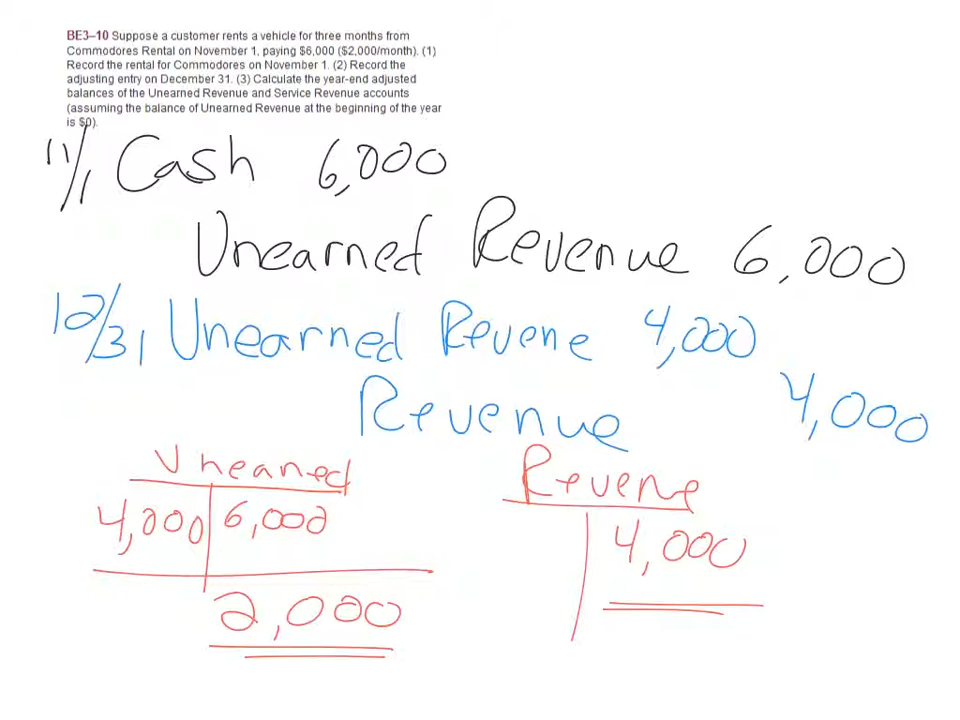 BE3–10 Suppose a customer rents a vehicle for three months from
Commodores Rental on November 1, paying $6,000 ($2,000/month). (1)
Record the rental for Commodores on November 1. (2) Record the
adjusting entry on December 31. (3) Calculate the year-end adjusted
balances of the Unearned Revenue and Service Revenue accounts
(assuming the balance of Unearned Revenue at the beginning of the year
is $0).
11/1 Cash 6,000
Unearned Revenue 6,000
12/31 Unearned Revene 4,000
Revenue 4,000
Uneaned
4,000 6,000
2,000
Revene
4,000